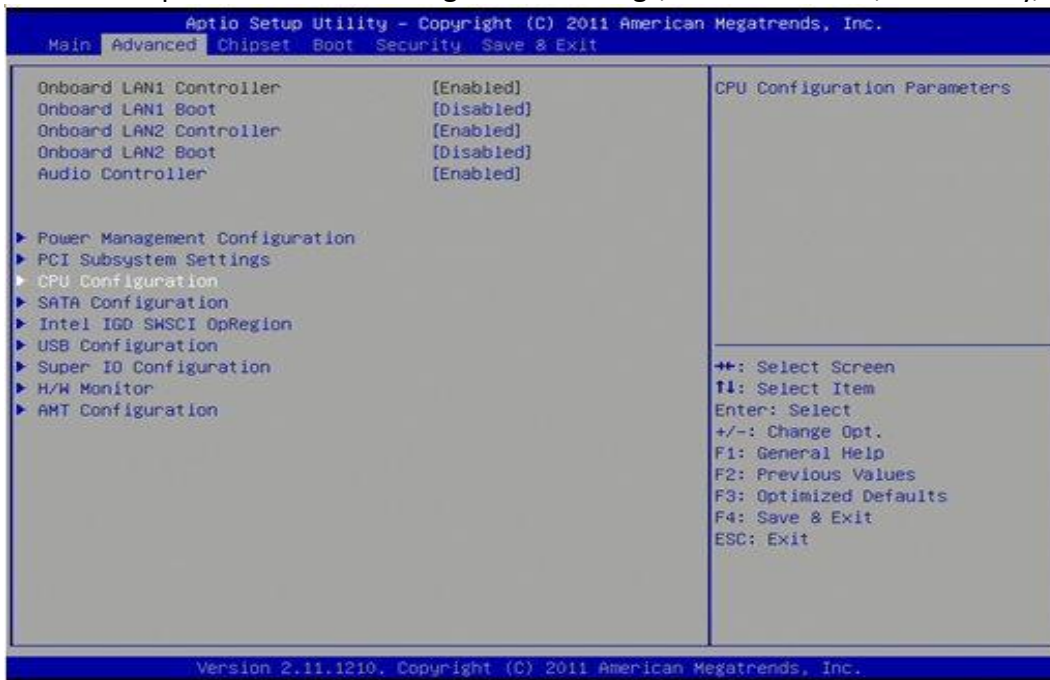 Aptio Setup Utility – Copyright (C) 2011 American Megatrends, Inc.
Main Advanced Chipset Boot Security Save & Exit
Onboard LAN1 Controller [Enabled]
Onboard LAN1 Boot [Disabled]
Onboard LAN2 Controller [Enabled]
Onboard LAN2 Boot [Disabled]
Audio Controller [Enabled]
Power Management Configuration
PCI Subsystem Settings
CPU Configuration
SATA Configuration
Intel IGD SWSCI OpRegion
USB Configuration
Super IO Configuration
H/W Monitor
AMT Configuration
CPU Configuration Parameters
→←: Select Screen
↑↓: Select Item
Enter: Select
+/-: Change Opt.
F1: General Help
F2: Previous Values
F3: Optimized Defaults
F4: Save & Exit
ESC: Exit
Version 2.11.1210. Copyright (C) 2011 American Megatrends, Inc.